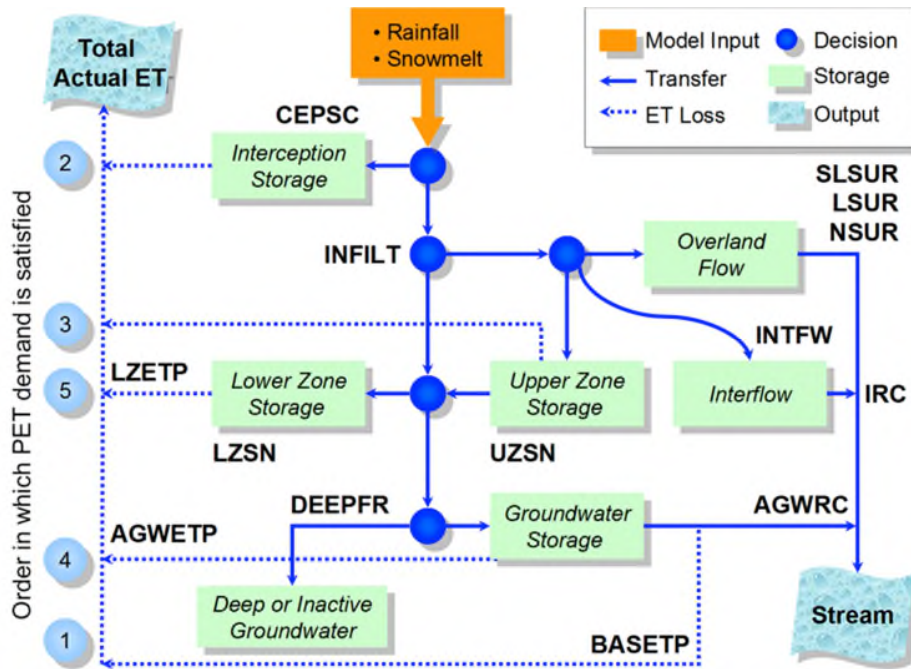 Total
Actual ET
• Rainfall
• Snowmelt
Model Input
Decision
Transfer
Storage
ET Loss
Output
CEPSC
2
Interception
Storage
SLSUR
LSUR
NSUR
INFILT
Overland
Flow
Order in which PET demand is satisfied
3
INTFW
LZETP
5
Lower Zone
Storage
Upper Zone
Storage
Interflow
IRC
LZSN
UZSN
DEEPFR
AGWETP
Groundwater
Storage
AGWRC
4
Deep or Inactive
Groundwater
Stream
1
BASETP